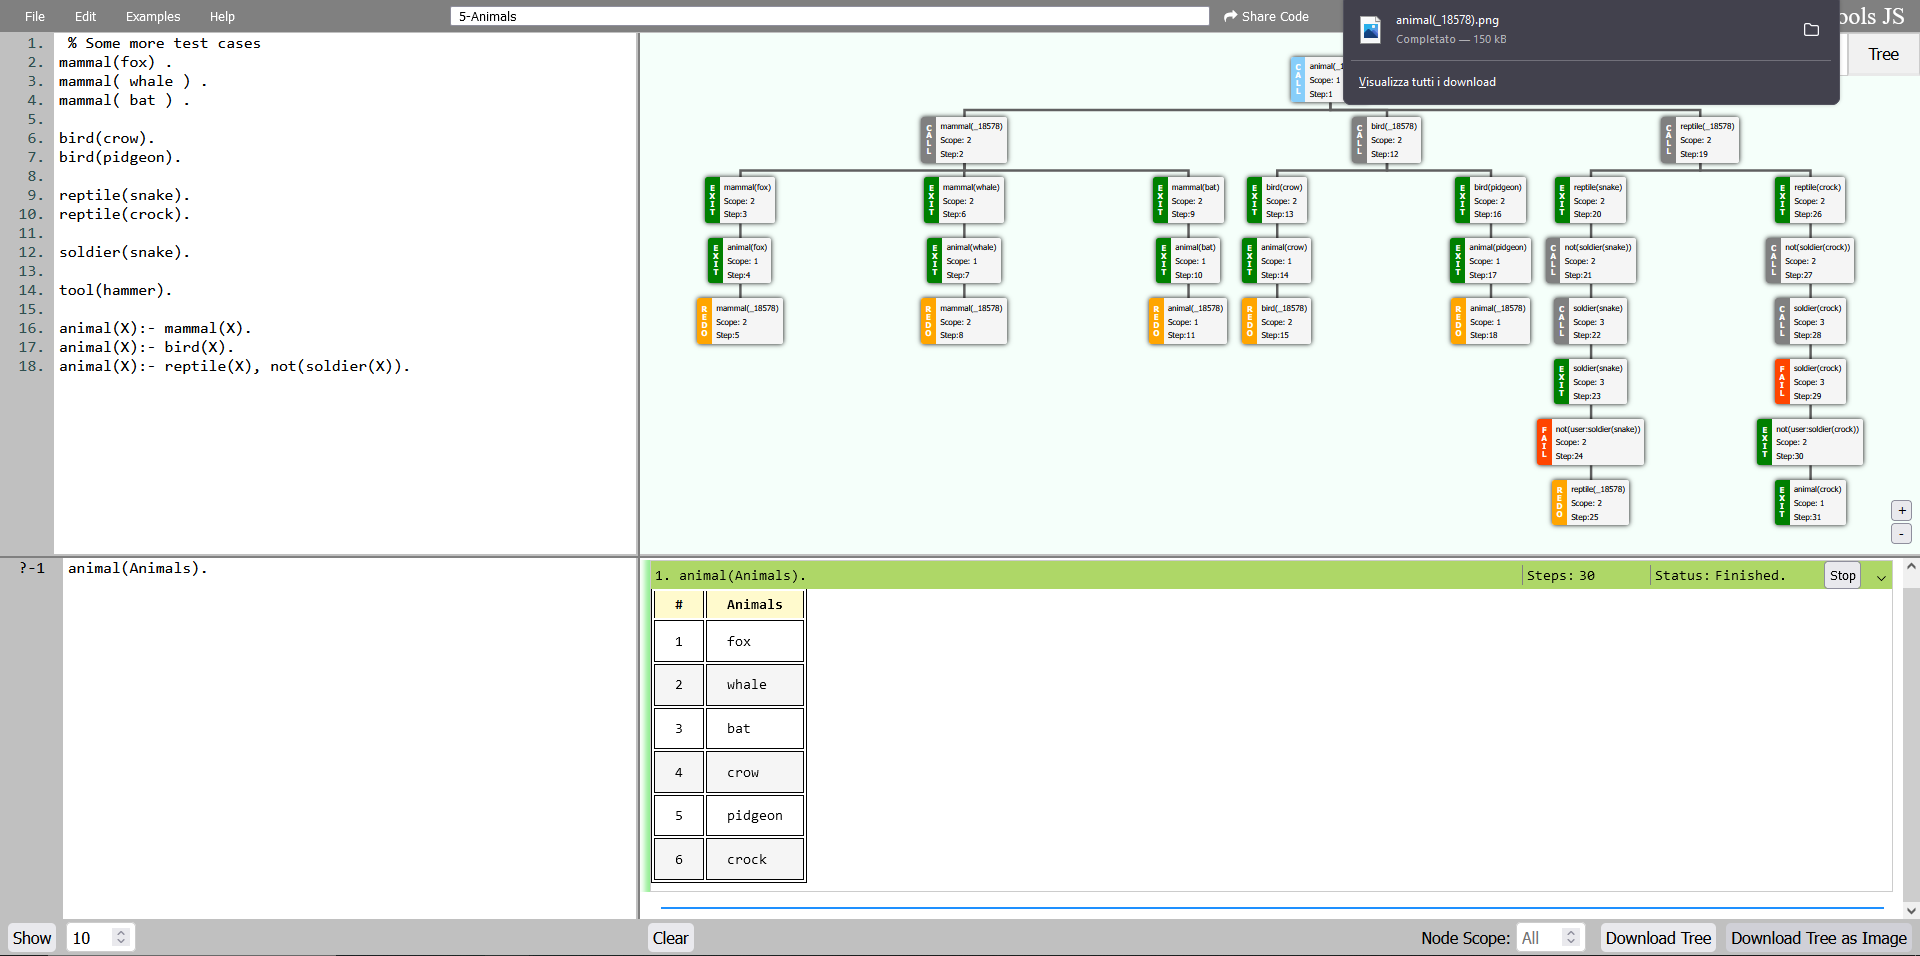 File Edit Examples Help 5-Animals Share Code ools JS
animal(_18578).png
Completato — 150 kB
Visualizza tutti i download
Tree
1. % Some more test cases
2. mammal(fox) .
3. mammal( whale ) .
4. mammal( bat ) .
5.
6. bird(crow).
7. bird(pidgeon).
8.
9. reptile(snake).
10. reptile(crock).
11.
12. soldier(snake).
13.
14. tool(hammer).
15.
16. animal(X):- mammal(X).
17. animal(X):- bird(X).
18. animal(X):- reptile(X), not(soldier(X)).
CALL
animal(_1
Scope: 1
Step:1
CALL
mammal(_18578)
Scope: 2
Step:2
CALL
bird(_18578)
Scope: 2
Step:12
CALL
reptile(_18578)
Scope: 2
Step:19
EXIT
mammal(fox)
Scope: 2
Step:3
EXIT
mammal(whale)
Scope: 2
Step:6
EXIT
mammal(bat)
Scope: 2
Step:9
EXIT
bird(crow)
Scope: 2
Step:13
EXIT
bird(pidgeon)
Scope: 2
Step:16
EXIT
reptile(snake)
Scope: 2
Step:20
EXIT
reptile(crock)
Scope: 2
Step:26
EXIT
animal(fox)
Scope: 1
Step:4
EXIT
animal(whale)
Scope: 1
Step:7
EXIT
animal(bat)
Scope: 1
Step:10
EXIT
animal(crow)
Scope: 1
Step:14
EXIT
animal(pidgeon)
Scope: 1
Step:17
CALL
not(soldier(snake))
Scope: 2
Step:21
CALL
not(soldier(crock))
Scope: 2
Step:27
REDO
mammal(_18578)
Scope: 2
Step:5
REDO
mammal(_18578)
Scope: 2
Step:8
REDO
animal(_18578)
Scope: 1
Step:11
REDO
bird(_18578)
Scope: 2
Step:15
REDO
animal(_18578)
Scope: 1
Step:18
CALL
soldier(snake)
Scope: 3
Step:22
CALL
soldier(crock)
Scope: 3
Step:28
EXIT
soldier(snake)
Scope: 3
Step:23
FAIL
soldier(crock)
Scope: 3
Step:29
FAIL
not(user:soldier(snake))
Scope: 2
Step:24
EXIT
not(user:soldier(crock))
Scope: 2
Step:30
REDO
reptile(_18578)
Scope: 2
Step:25
EXIT
animal(crock)
Scope: 1
Step:31
+
-
?-1 animal(Animals).
1. animal(Animals). Steps: 30 Status: Finished. Stop
# Animals
1 fox
2 whale
3 bat
4 crow
5 pidgeon
6 crock
Show 10 Clear Node Scope: All Download Tree Download Tree as Image